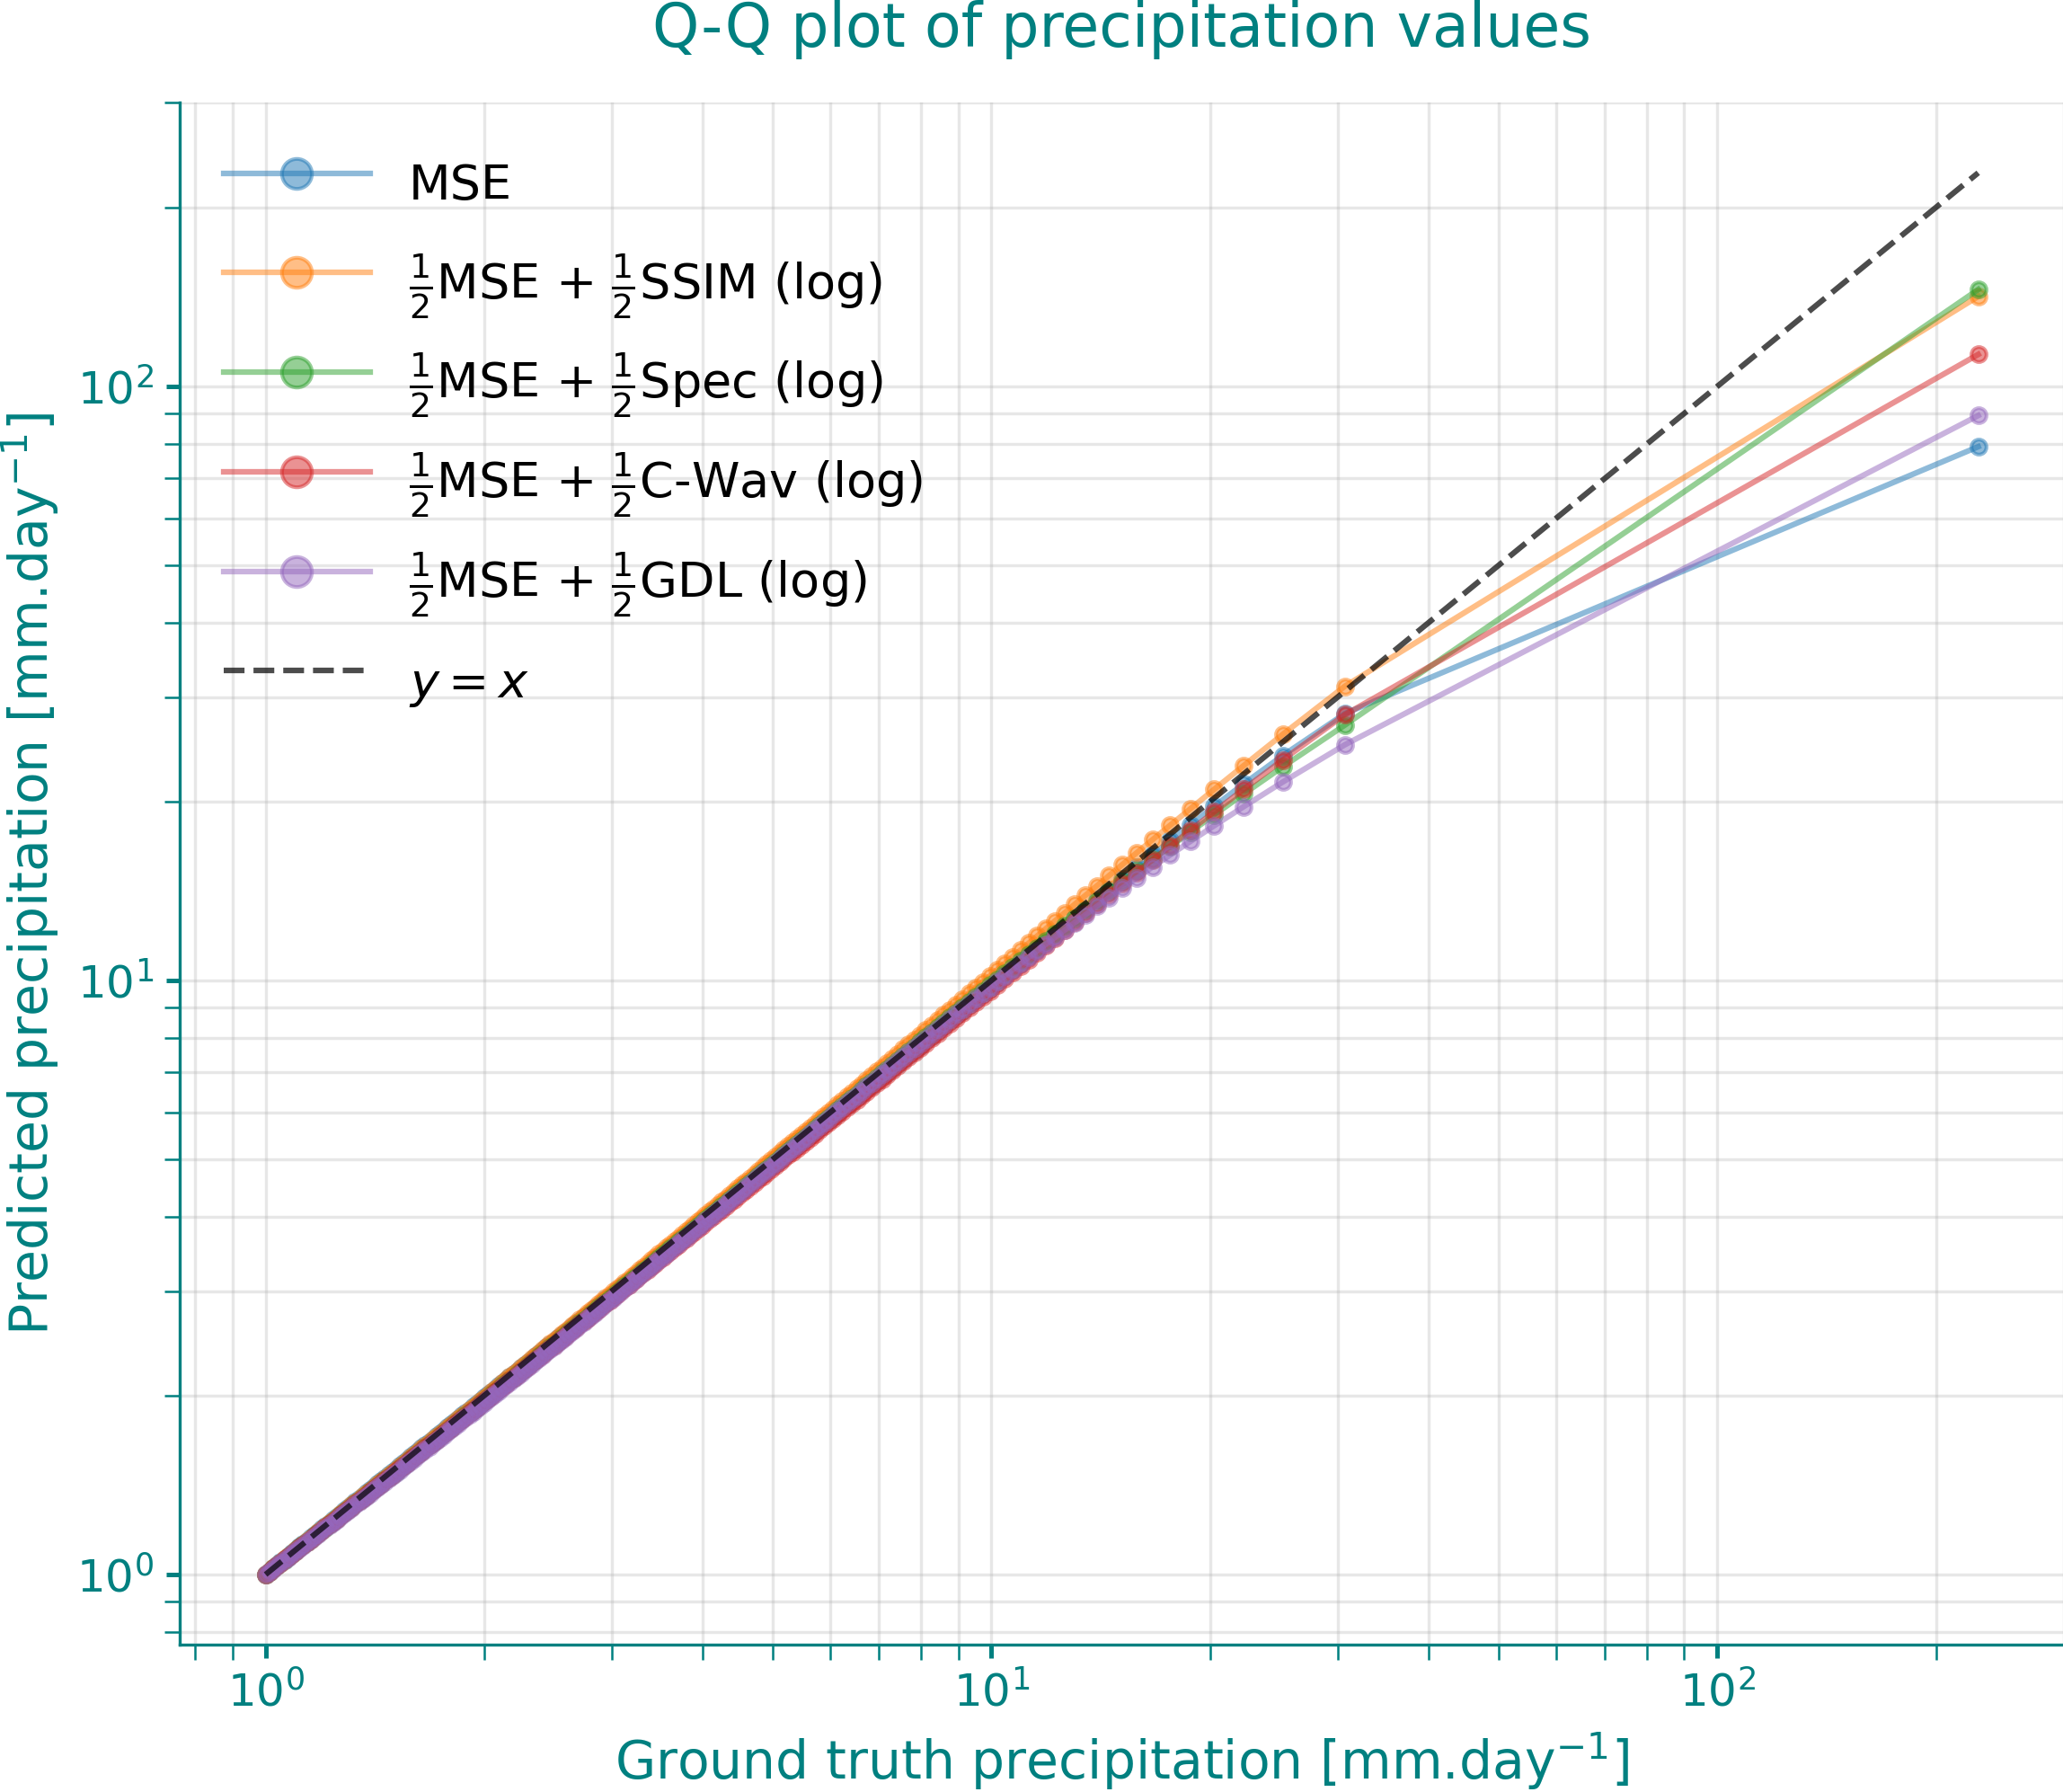 Q-Q plot of precipitation values
MSE
½MSE + ½SSIM (log)
½MSE + ½Spec (log)
½MSE + ½C-Wav (log)
½MSE + ½GDL (log)
y = x
Predicted precipitation [mm.day⁻¹]
10²
10¹
10⁰
10⁰ 10¹ 10²
Ground truth precipitation [mm.day⁻¹]